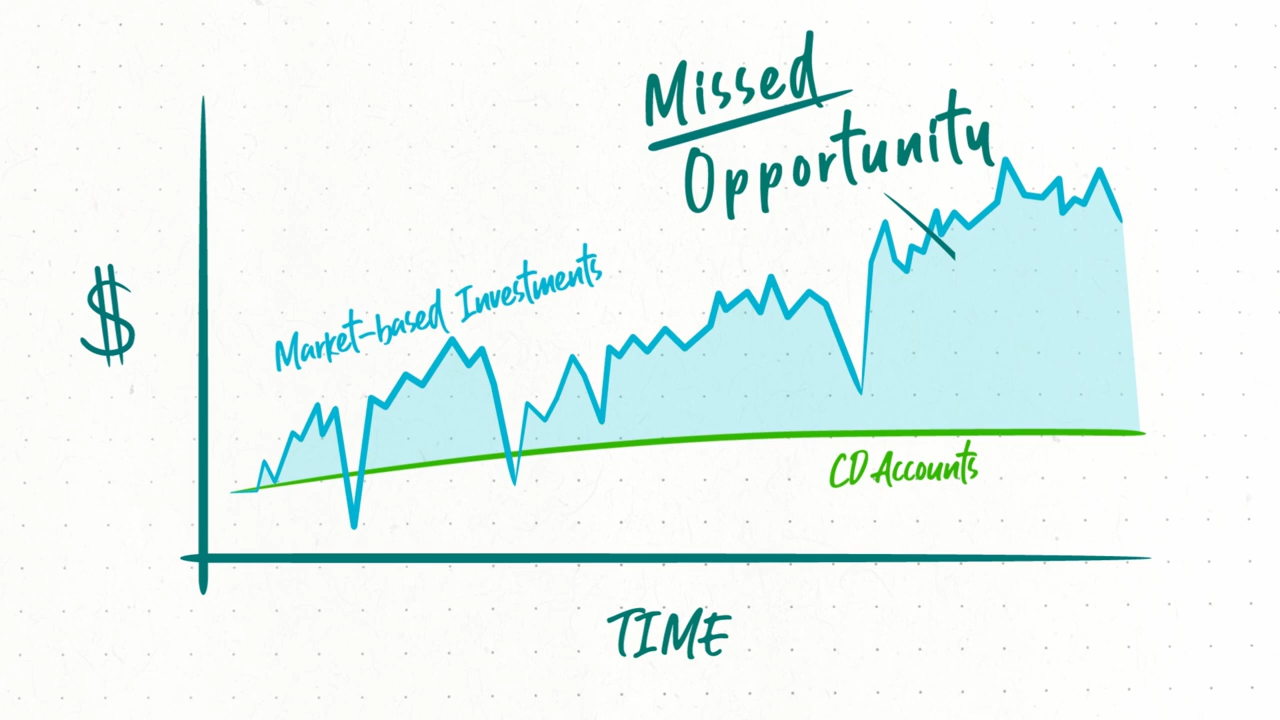 Missed
Opportunity
Market-based Investments
$
CD Accounts
TIME